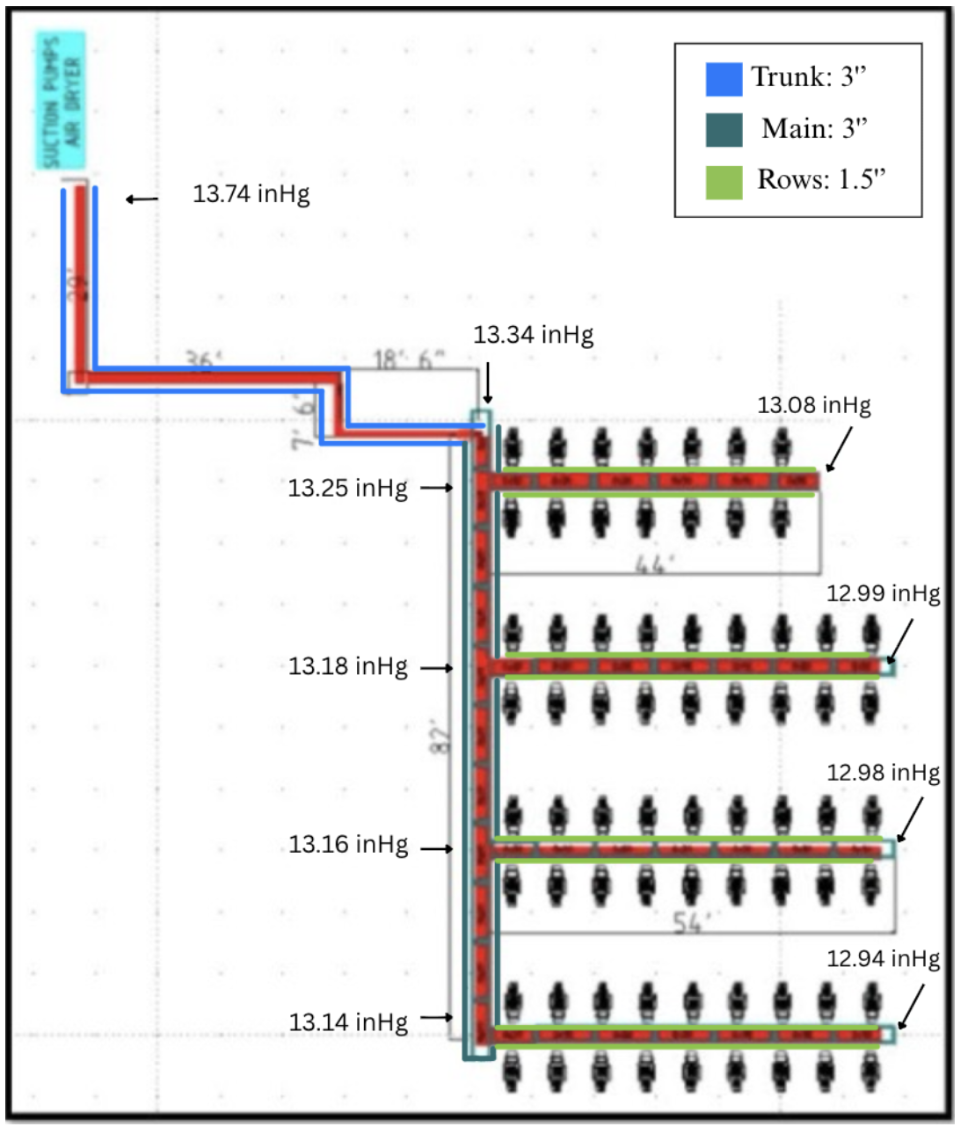 SUCTION PUMPS
AIR DRYER
Trunk: 3"
Main: 3"
Rows: 1.5"
13.74 inHg
29'
36'
18' 6"
7' 6"
13.34 inHg
13.08 inHg
13.25 inHg
44'
12.99 inHg
13.18 inHg
82'
12.98 inHg
13.16 inHg
54'
12.94 inHg
13.14 inHg